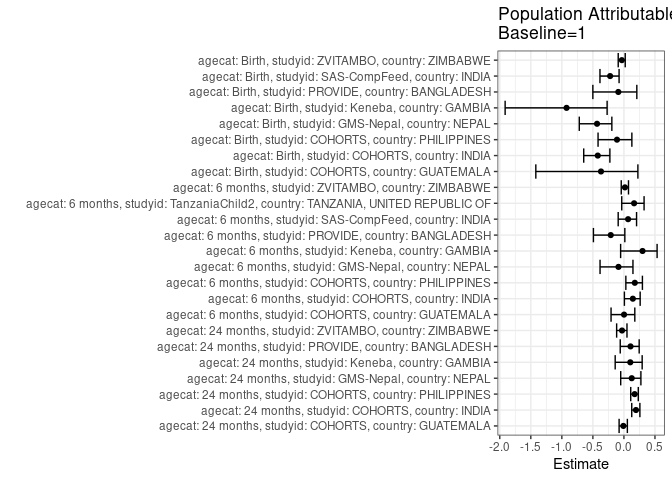 Population Attributable
Baseline=1
agecat: Birth, studyid: ZVITAMBO, country: ZIMBABWE
agecat: Birth, studyid: SAS-CompFeed, country: INDIA
agecat: Birth, studyid: PROVIDE, country: BANGLADESH
agecat: Birth, studyid: Keneba, country: GAMBIA
agecat: Birth, studyid: GMS-Nepal, country: NEPAL
agecat: Birth, studyid: COHORTS, country: PHILIPPINES
agecat: Birth, studyid: COHORTS, country: INDIA
agecat: Birth, studyid: COHORTS, country: GUATEMALA
agecat: 6 months, studyid: ZVITAMBO, country: ZIMBABWE
agecat: 6 months, studyid: TanzaniaChild2, country: TANZANIA, UNITED REPUBLIC OF
agecat: 6 months, studyid: SAS-CompFeed, country: INDIA
agecat: 6 months, studyid: PROVIDE, country: BANGLADESH
agecat: 6 months, studyid: Keneba, country: GAMBIA
agecat: 6 months, studyid: GMS-Nepal, country: NEPAL
agecat: 6 months, studyid: COHORTS, country: PHILIPPINES
agecat: 6 months, studyid: COHORTS, country: INDIA
agecat: 6 months, studyid: COHORTS, country: GUATEMALA
agecat: 24 months, studyid: ZVITAMBO, country: ZIMBABWE
agecat: 24 months, studyid: PROVIDE, country: BANGLADESH
agecat: 24 months, studyid: Keneba, country: GAMBIA
agecat: 24 months, studyid: GMS-Nepal, country: NEPAL
agecat: 24 months, studyid: COHORTS, country: PHILIPPINES
agecat: 24 months, studyid: COHORTS, country: INDIA
agecat: 24 months, studyid: COHORTS, country: GUATEMALA
-2.0 -1.5 -1.0 -0.5 0.0 0.5
Estimate